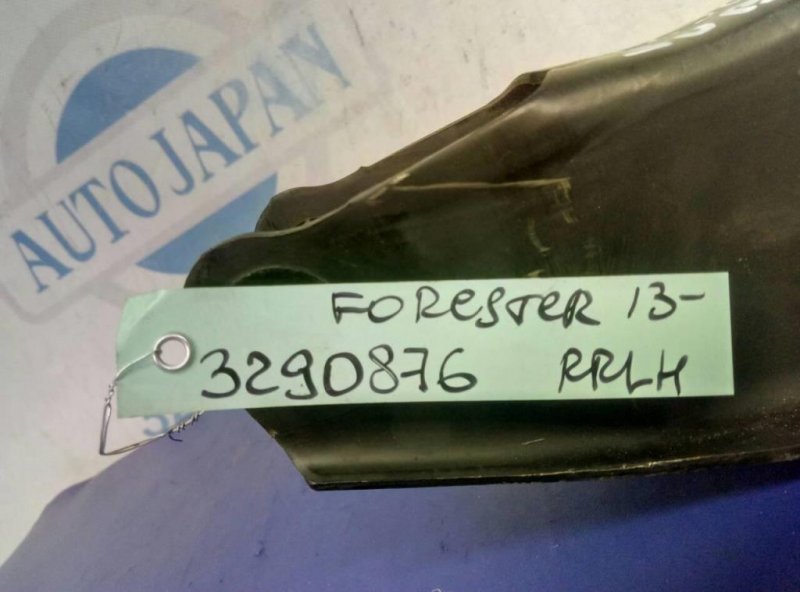 AUTO JAPAN
FORESTER 13-
3290876 RRLH